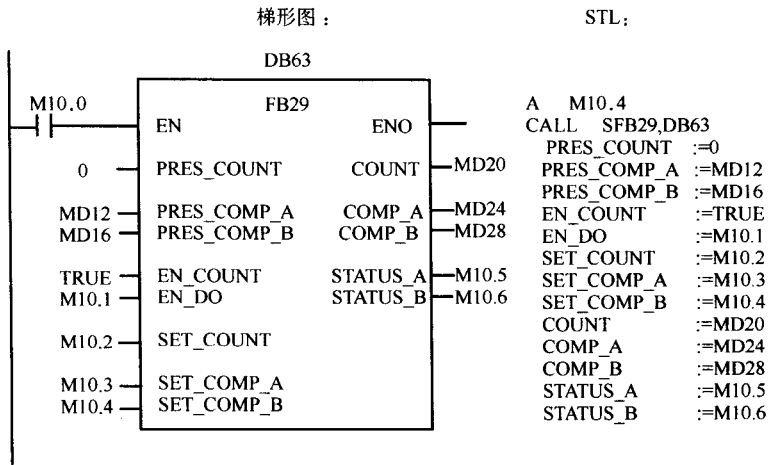 梯形图： STL;
DB63
M10.0 FB29
EN ENO
0 PRES_COUNT COUNT MD20
MD12 PRES_COMP_A COMP_A MD24
MD16 PRES_COMP_B COMP_B MD28
TRUE EN_COUNT STATUS_A M10.5
M10.1 EN_DO STATUS_B M10.6
M10.2 SET_COUNT
M10.3 SET_COMP_A
M10.4 SET_COMP_B
A M10.4
CALL SFB29,DB63
PRES_COUNT :=0
PRES_COMP_A :=MD12
PRES_COMP_B :=MD16
EN_COUNT :=TRUE
EN_DO :=M10.1
SET_COUNT :=M10.2
SET_COMP_A :=M10.3
SET_COMP_B :=M10.4
COUNT :=MD20
COMP_A :=MD24
COMP_B :=MD28
STATUS_A :=M10.5
STATUS_B :=M10.6